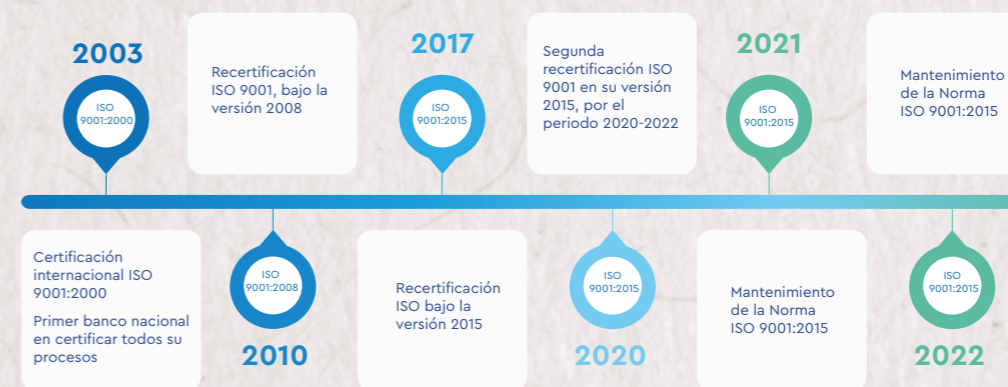 2003
ISO
9001:2000
Certificación
internacional ISO
9001:2000
Primer banco nacional
en certificar todos su
procesos
Recertificación
ISO 9001, bajo la
versión 2008
ISO
9001:2008
2010
2017
ISO
9001:2015
Recertificación
ISO bajo la
versión 2015
Segunda
recertificación ISO
9001 en su versión
2015, por el
periodo 2020-2022
ISO
9001:2015
2020
2021
ISO
9001:2015
Mantenimiento
de la Norma
ISO 9001:2015
Mantenimiento
de la Norma
ISO 9001:2015
ISO
9001:2015
2022